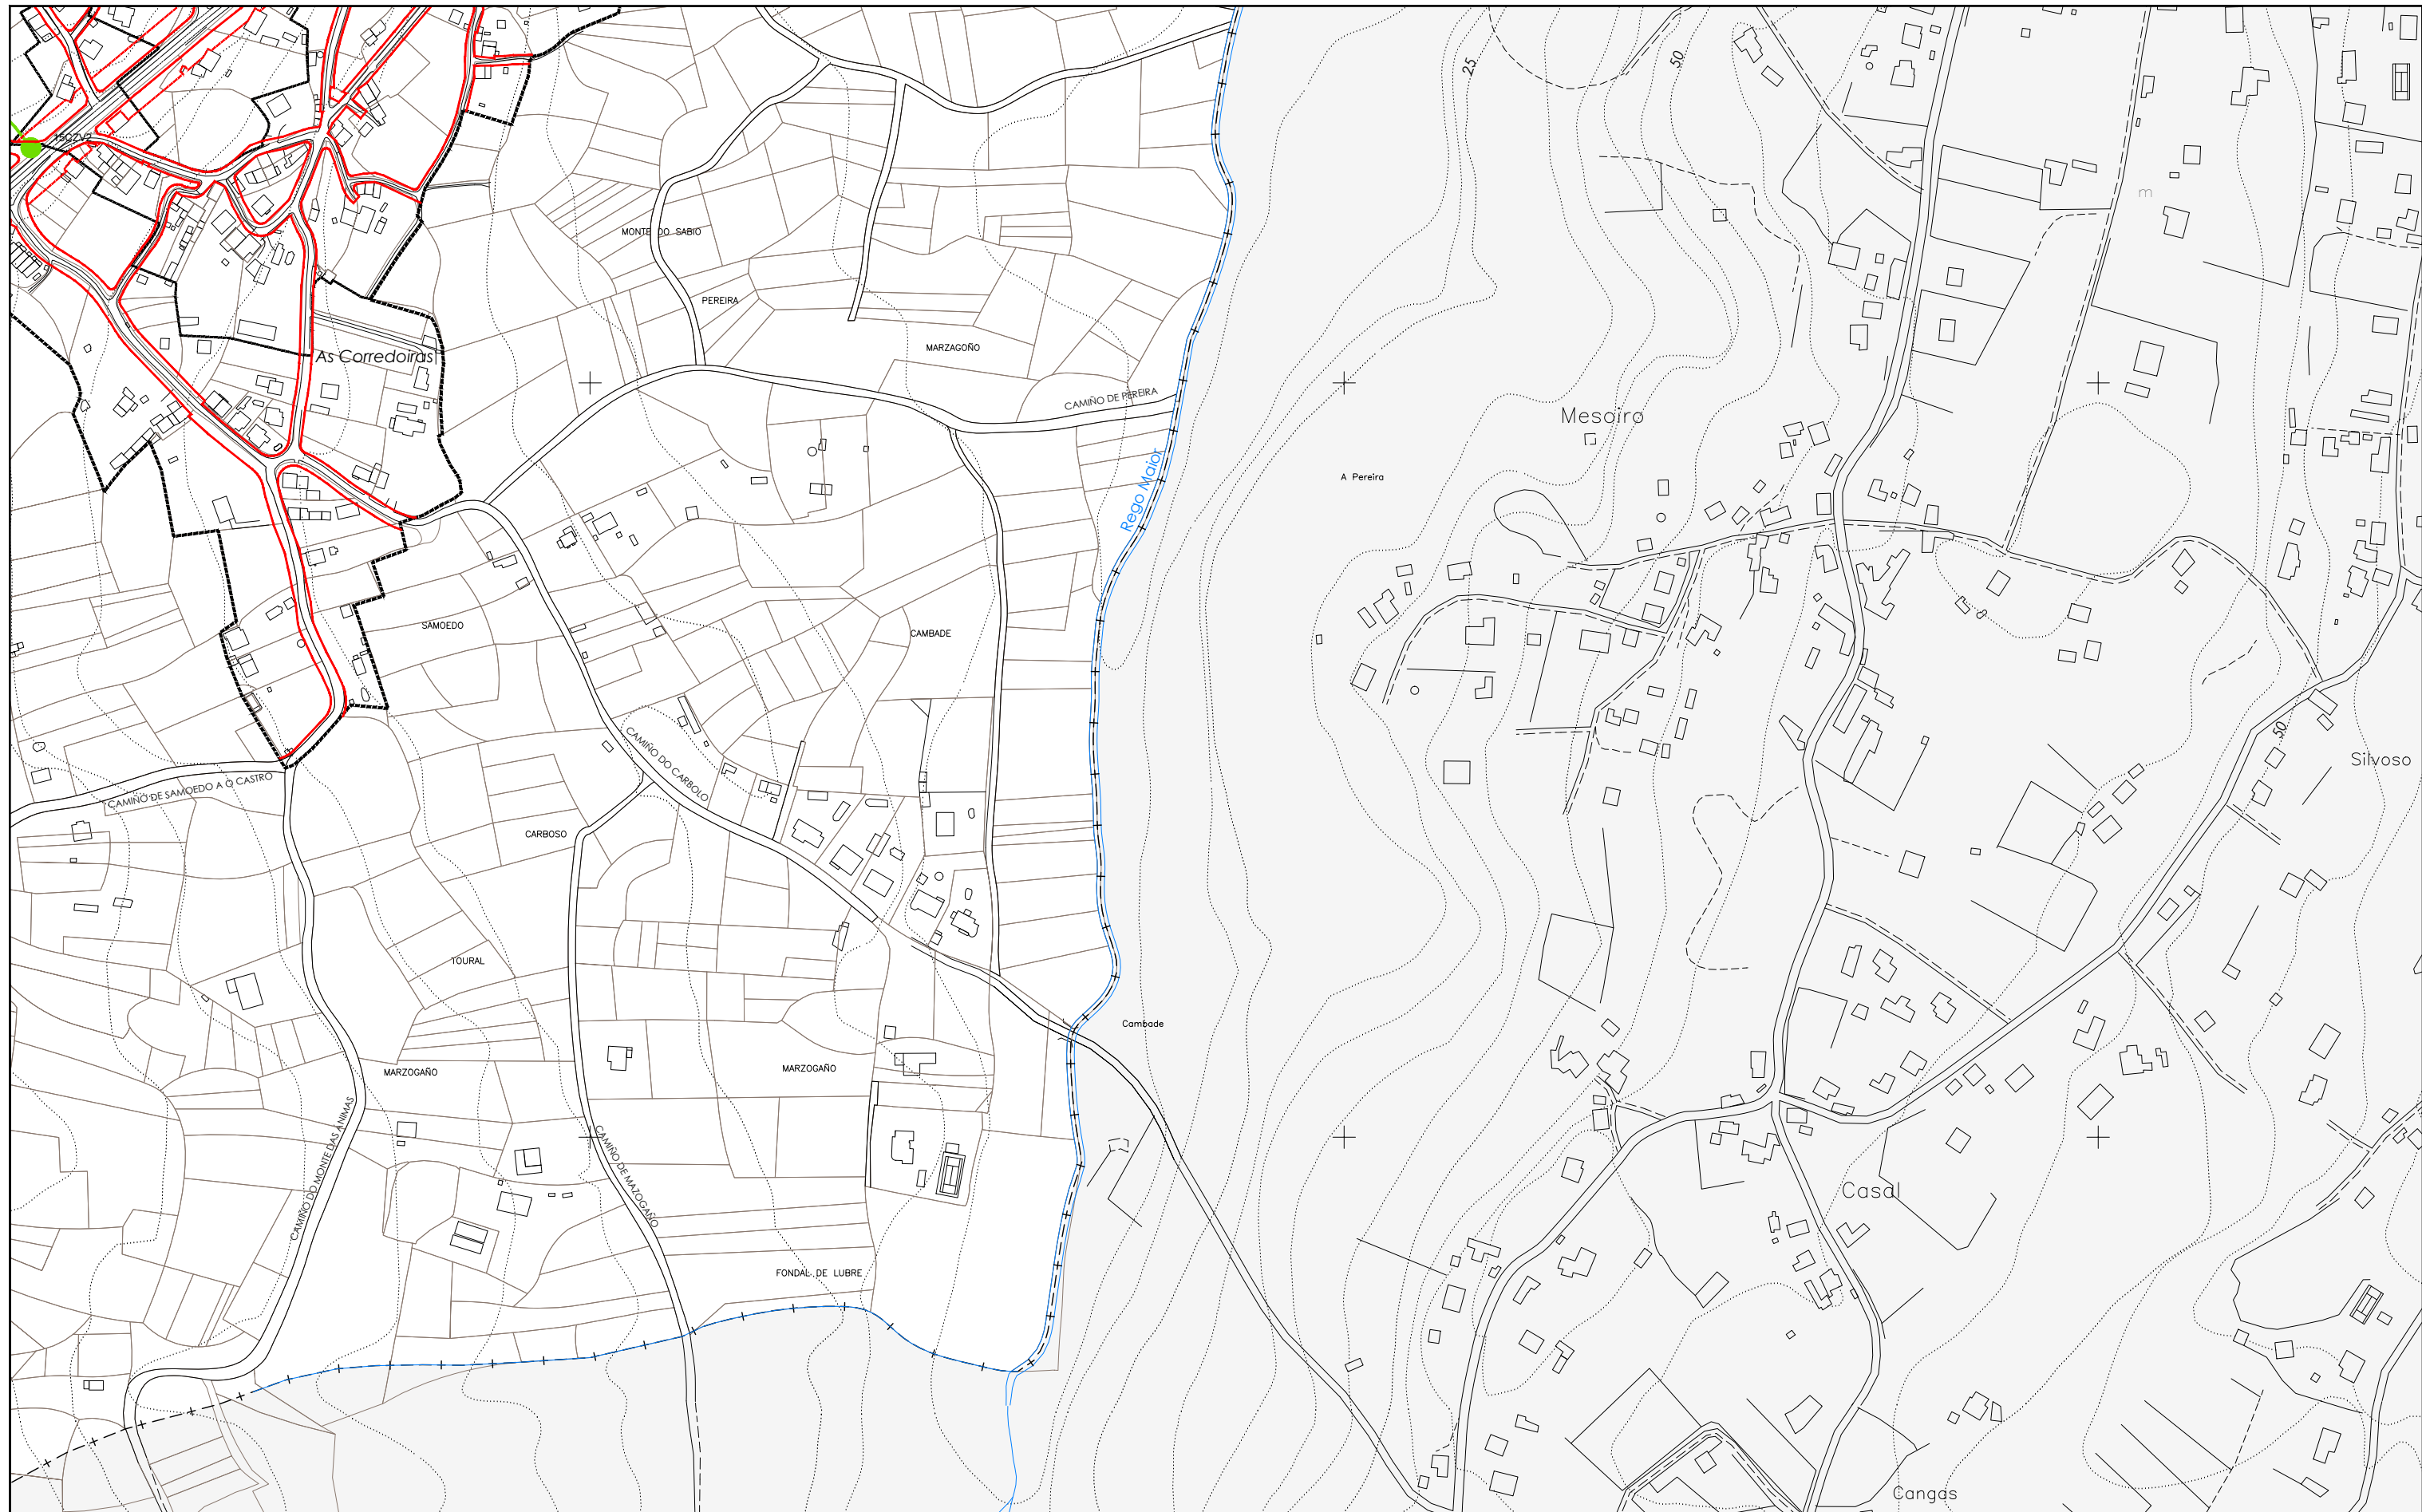 25
50
15CZV2
m
MONTE DO SABIO
PEREIRA
MARZAGOÑO
As Corredoiras
CAMIÑO DE PEREIRA
Mesoiro
Rego Maior
A Pereira
SAMOEDO
CAMBADE
50
CAMIÑO DO CARBOLO
Silvoso
CAMIÑO DE SAMOEDO A O CASTRO
CARBOSO
TOURAL
Cambade
MARZOGAÑO
MARZOGAÑO
CAMIÑO DO MONTE DAS ANIMAS
CAMIÑO DE MAZOGAÑO
Casal
FONDAL DE LUBRE
Cangas